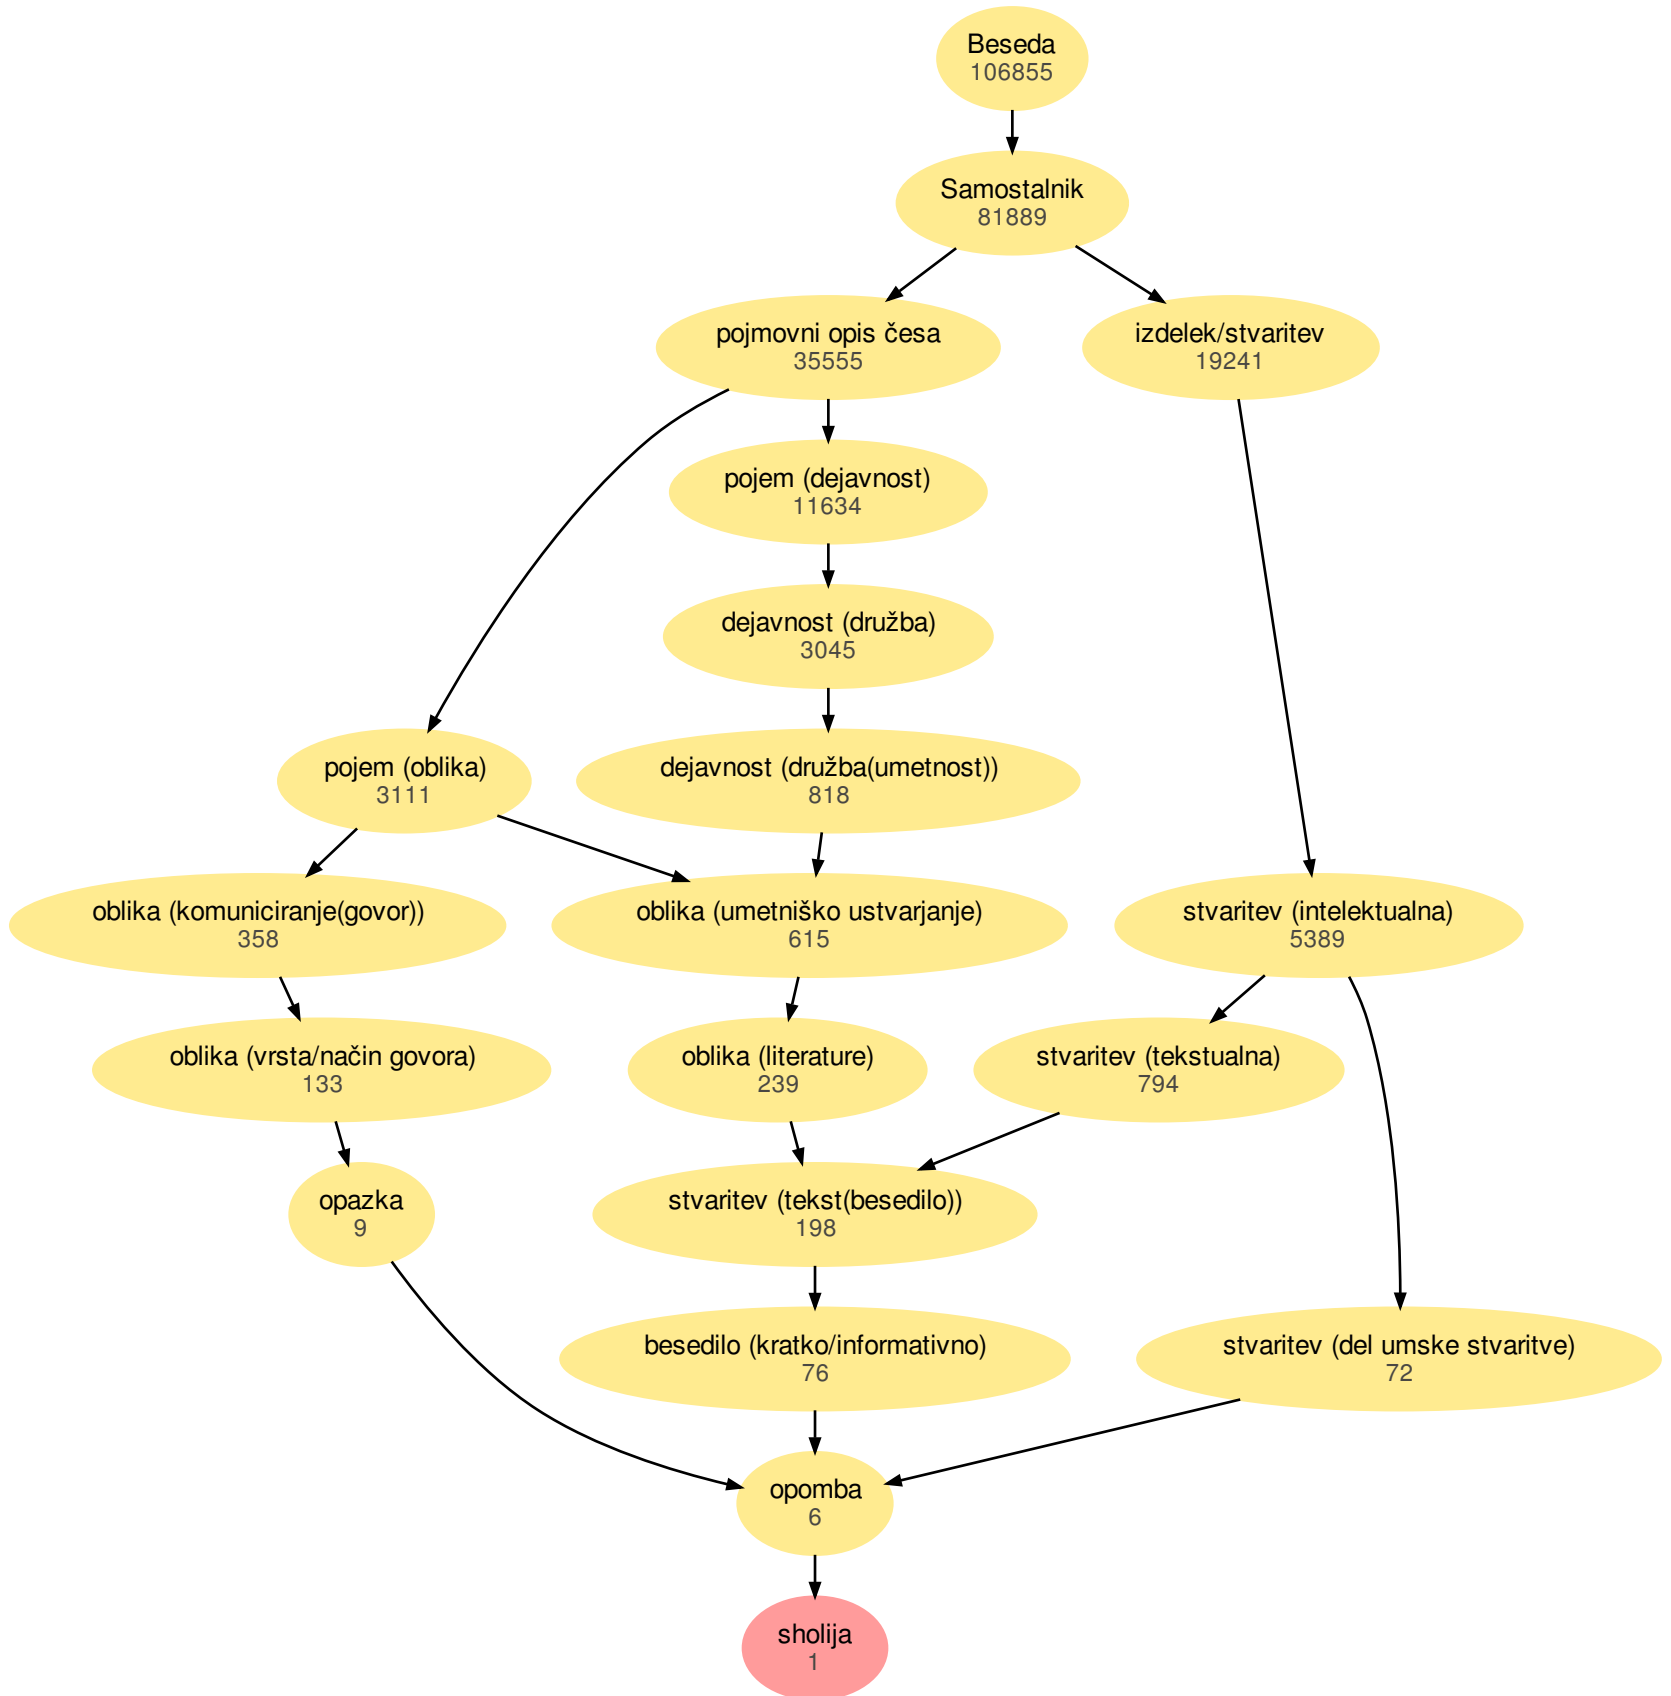 Beseda
106855
Samostalnik
81889
pojmovni opis česa
35555
izdelek/stvaritev
19241
pojem (dejavnost)
11634
dejavnost (družba)
3045
pojem (oblika)
3111
dejavnost (družba(umetnost))
818
oblika (komuniciranje(govor))
358
oblika (umetniško ustvarjanje)
615
stvaritev (intelektualna)
5389
oblika (vrsta/način govora)
133
oblika (literature)
239
stvaritev (tekstualna)
794
opazka
9
stvaritev (tekst(besedilo))
198
besedilo (kratko/informativno)
76
stvaritev (del umske stvaritve)
72
opomba
6
sholija
1